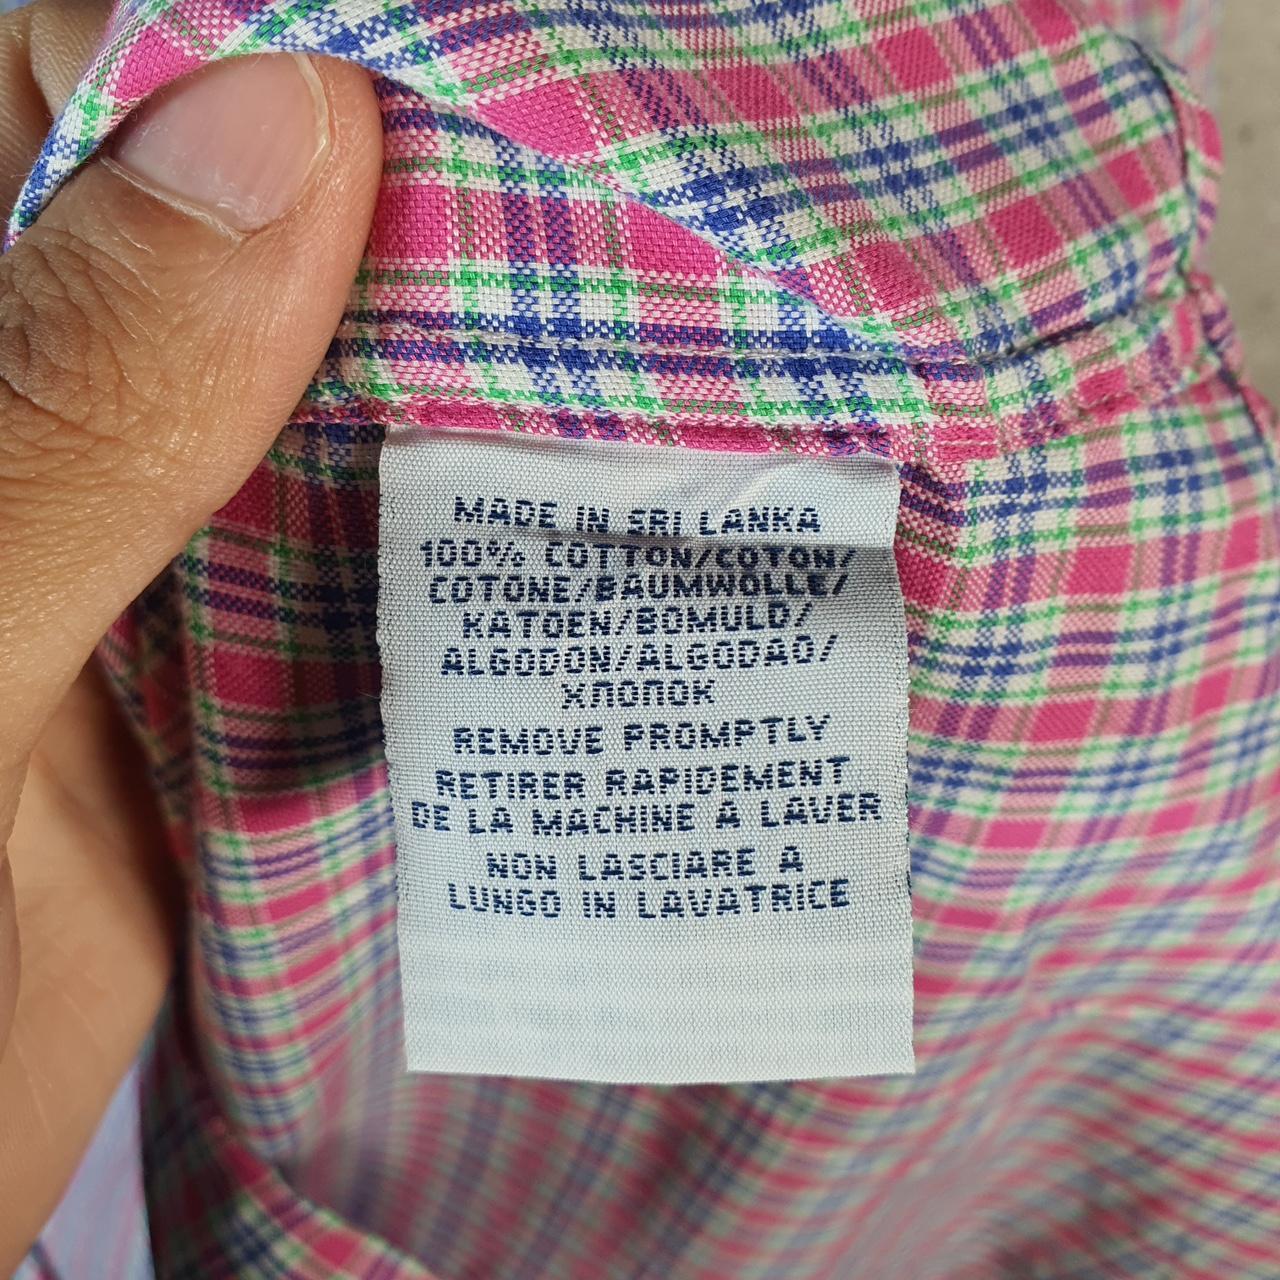 MADE IN SRI LANKA
100% COTTON/COTON/
COTONE/BAUMWOLLE/
KATOEN/BOMULD/
ALGODON/ALGODAO/
ХЛОПОК
REMOVE PROMPTLY
RETIRER RAPIDEMENT
DE LA MACHINE A LAVER
NON LASCIARE A
LUNGO IN LAVATRICE